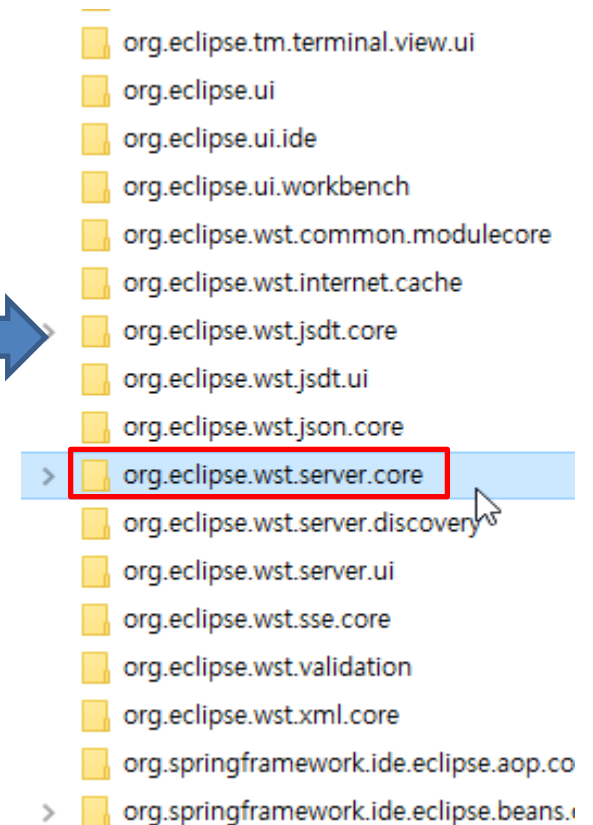 org.eclipse.tm.terminal.view.ui
org.eclipse.ui
org.eclipse.ui.ide
org.eclipse.ui.workbench
org.eclipse.wst.common.modulecore
org.eclipse.wst.internet.cache
org.eclipse.wst.jsdt.core
org.eclipse.wst.jsdt.ui
org.eclipse.wst.json.core
org.eclipse.wst.server.core
org.eclipse.wst.server.discovery
org.eclipse.wst.server.ui
org.eclipse.wst.sse.core
org.eclipse.wst.validation
org.eclipse.wst.xml.core
org.springframework.ide.eclipse.aop.co
org.springframework.ide.eclipse.beans.